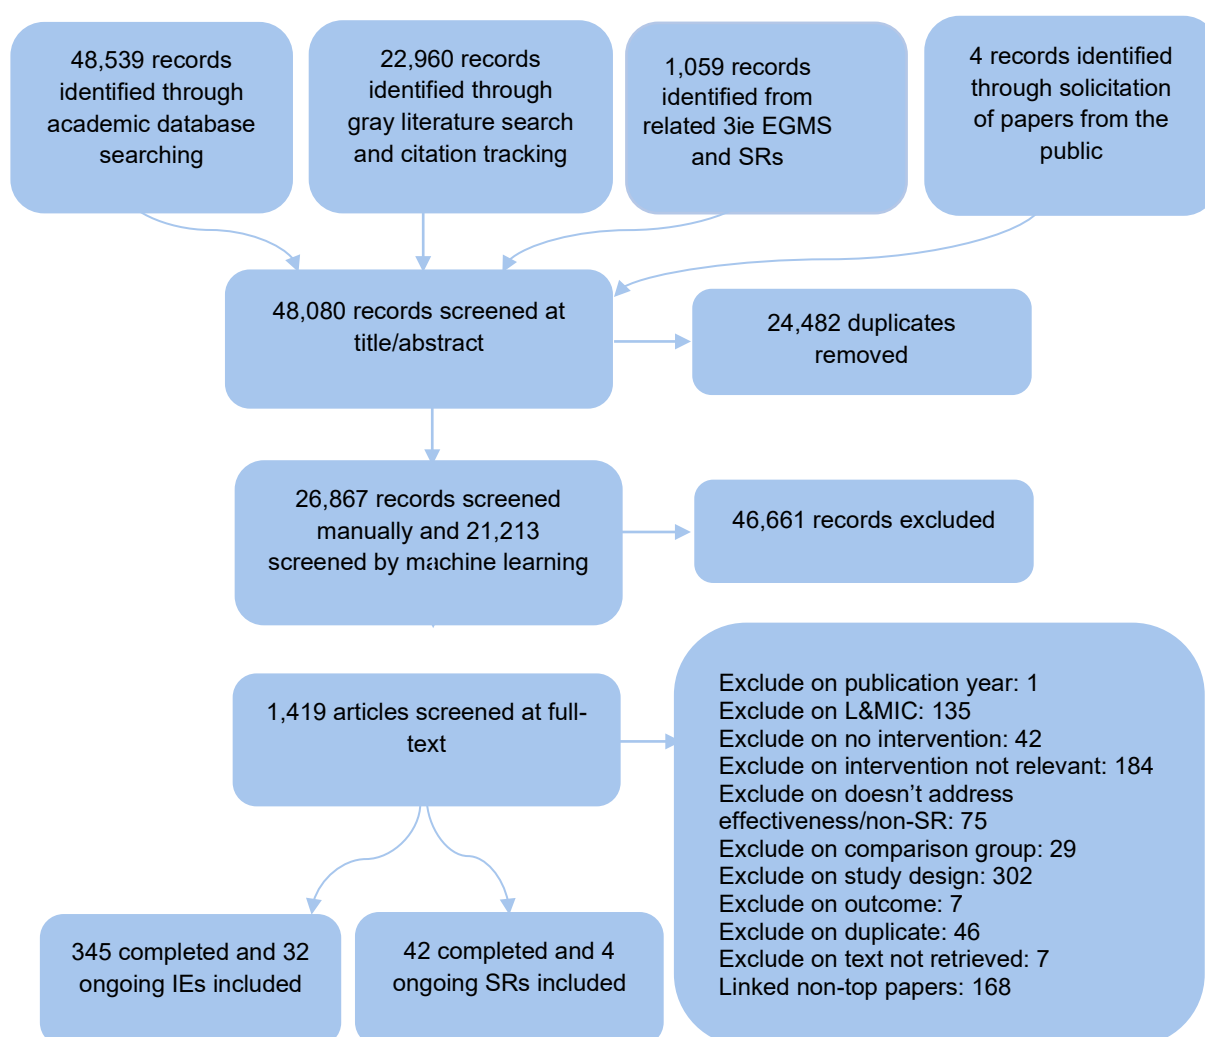 48,539 records
identified through
academic database
searching
22,960 records
identified through
gray literature search
and citation tracking
1,059 records
identified from
related 3ie EGMS
and SRs
4 records identified
through solicitation
of papers from the
public
48,080 records screened at
title/abstract
24,482 duplicates
removed
26,867 records screened
manually and 21,213
screened by machine learning
46,661 records excluded
1,419 articles screened at full-
text
Exclude on publication year: 1
Exclude on L&MIC: 135
Exclude on no intervention: 42
Exclude on intervention not relevant: 184
Exclude on doesn’t address
effectiveness/non-SR: 75
Exclude on comparison group: 29
Exclude on study design: 302
Exclude on outcome: 7
Exclude on duplicate: 46
Exclude on text not retrieved: 7
Linked non-top papers: 168
345 completed and 32
ongoing IEs included
42 completed and 4
ongoing SRs included